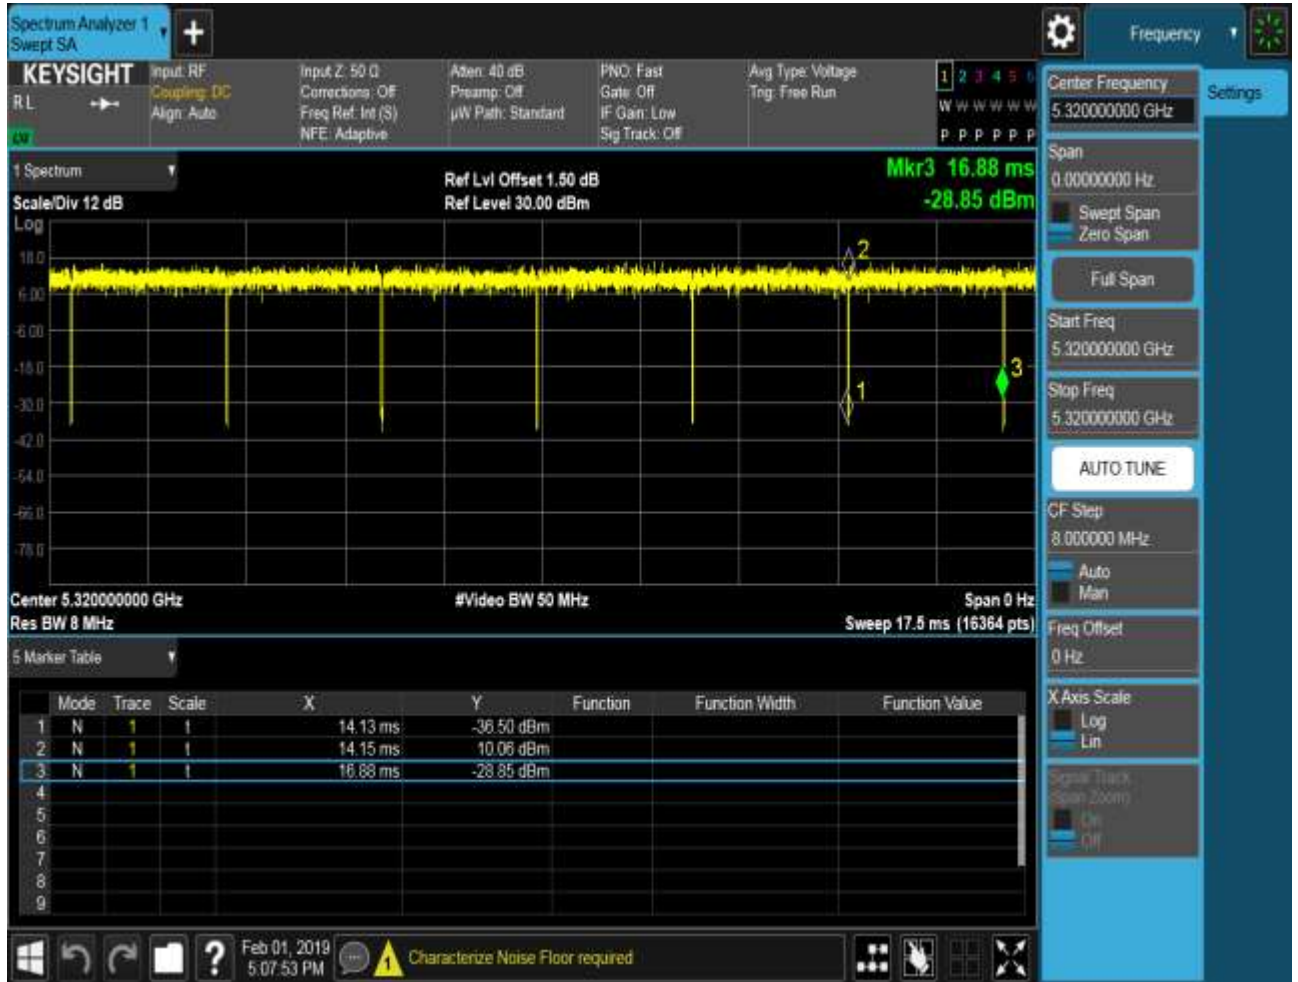 Spectrum Analyzer 1
Swept SA
+
Frequency
KEYSIGHT
R L
Input: RF
Coupling: DC
Align: Auto
Input Z: 50 Ω
Corrections: Off
Freq Ref: Int (S)
NFE: Adaptive
Atten: 40 dB
Preamp: Off
µW Path: Standard
PNO: Fast
Gate: Off
IF Gain: Low
Sig Track: Off
Avg Type: Voltage
Trig: Free Run
1 2 3 4 5 6
W W W W W W
P P P P P P
1 Spectrum
Scale/Div 12 dB
Ref Lvl Offset 1.50 dB
Ref Level 30.00 dBm
Mkr3 16.88 ms
-28.85 dBm
Log
18.0
6.00
-6.00
-18.0
-30.0
-42.0
-54.0
-66.0
-78.0
2
1
3
Center 5.320000000 GHz
Res BW 8 MHz
#Video BW 50 MHz
Span 0 Hz
Sweep 17.5 ms (16364 pts)
5 Marker Table
Mode Trace Scale X Y Function Function Width Function Value
1 N 1 t 14.13 ms -36.50 dBm
2 N 1 t 14.15 ms 10.06 dBm
3 N 1 t 16.88 ms -28.85 dBm
4
5
6
7
8
9
Center Frequency
5.320000000 GHz
Settings
Span
0.00000000 Hz
Swept Span
Zero Span
Full Span
Start Freq
5.320000000 GHz
Stop Freq
5.320000000 GHz
AUTO TUNE
CF Step
8.000000 MHz
Auto
Man
Freq Offset
0 Hz
X Axis Scale
Log
Lin
Signal Track
(Span Zoom)
On
Off
?
Feb 01, 2019
5:07:53 PM
1
Characterize Noise Floor required